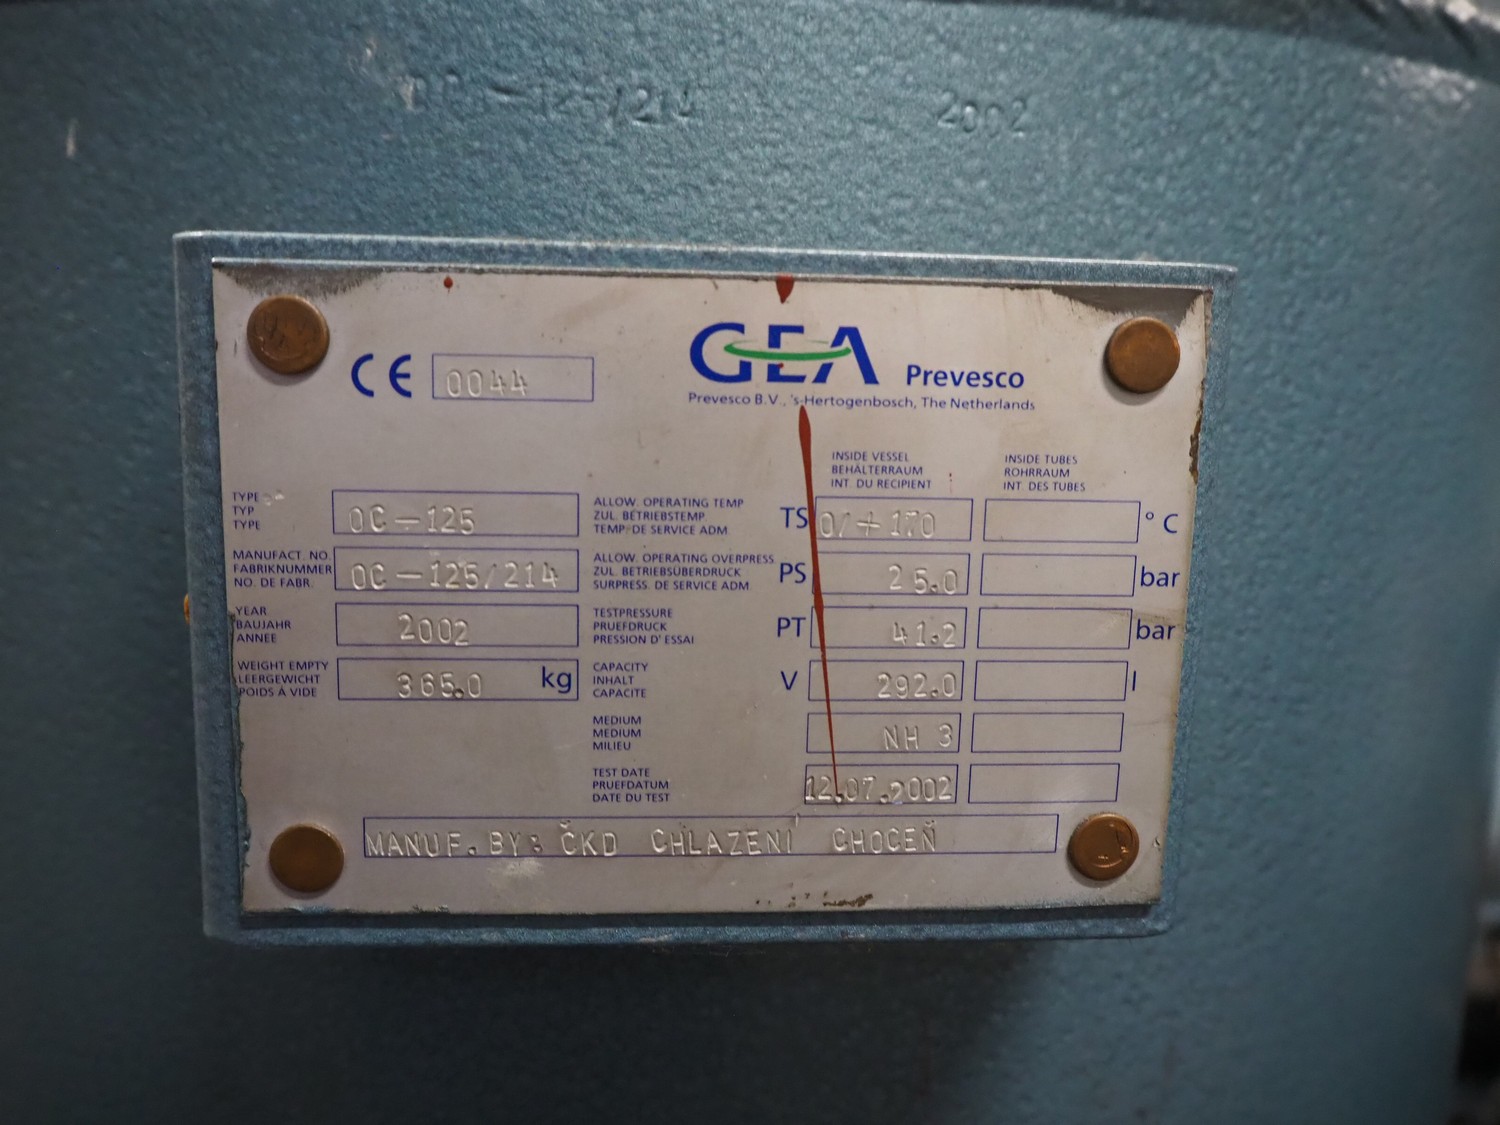 -125/214 2002
CE 0044
GEA Prevesco
Prevesco B.V., 's-Hertogenbosch, The Netherlands
INSIDE VESSEL
BEHÄLTERRAUM
INT. DU RECIPIENT
INSIDE TUBES
ROHRRAUM
INT. DES TUBES
TYPE
TYP
TYPE
OC-125
MANUFACT. NO.
FABRIKNUMMER
NO. DE FABR.
OC-125/214
YEAR
BAUJAHR
ANNEE
2002
WEIGHT EMPTY
LEERGEWICHT
POIDS À VIDE
365.0 kg
ALLOW. OPERATING TEMP
ZUL. BETRIEBSTEMP.
TEMP. DE SERVICE ADM.
TS 0/+170 °C
ALLOW. OPERATING OVERPRESS
ZUL. BETRIEBSÜBERDRUCK
SURPRESS. DE SERVICE ADM.
PS 25.0 bar
TESTPRESSURE
PRUEFDRUCK
PRESSION D'ESSAI
PT 41.2 bar
CAPACITY
INHALT
CAPACITE
V 292.0 l
MEDIUM
MEDIUM
MILIEU
NH 3
TEST DATE
PRUEFDATUM
DATE DU TEST
12.07.2002
MANUF. BY: ČKD CHLAZENÍ CHOCEŇ